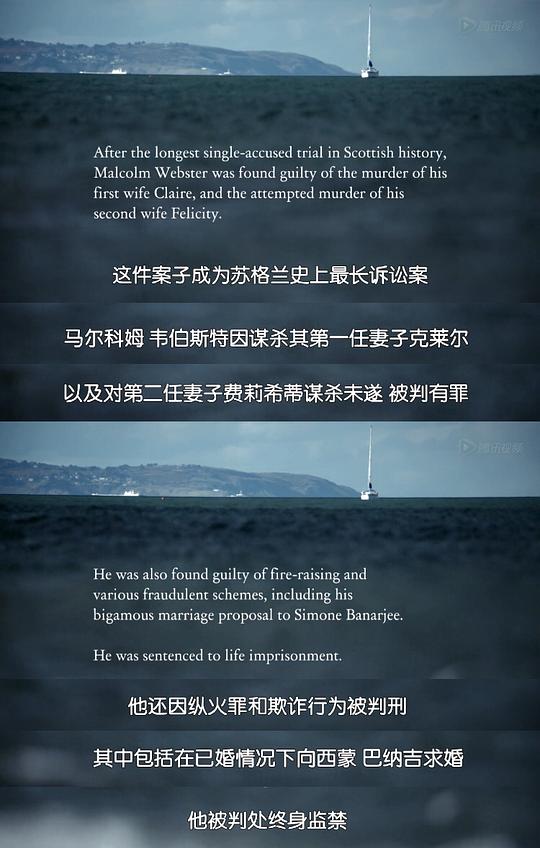 腾讯视频
After the longest single-accused trial in Scottish history,
Malcolm Webster was found guilty of the murder of his
first wife Claire, and the attempted murder of his
second wife Felicity.
这件案子成为苏格兰史上最长诉讼案
马尔科姆 韦伯斯特因谋杀其第一任妻子克莱尔
以及对第二任妻子费莉希蒂谋杀未遂 被判有罪
腾讯视频
He was also found guilty of fire-raising and
various fraudulent schemes, including his
bigamous marriage proposal to Simone Banarjee.
He was sentenced to life imprisonment.
他还因纵火罪和欺诈行为被判刑
其中包括在已婚情况下向西蒙 巴纳吉求婚
他被判处终身监禁